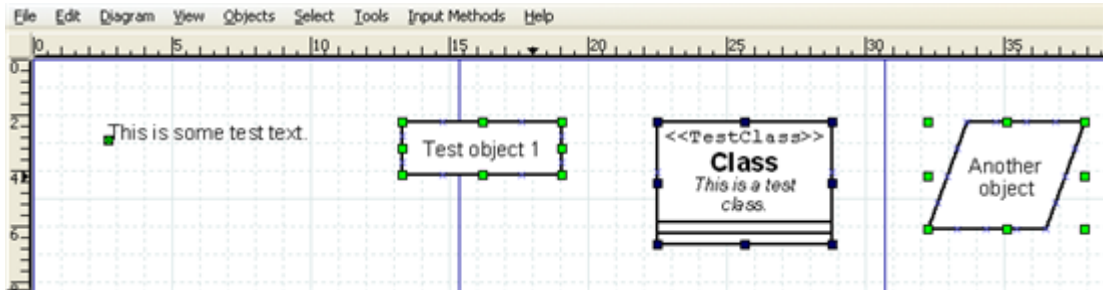 File Edit Diagram View Objects Select Tools Input Methods Help
0 5 10 15 20 25 30 35
0
2
4
6
This is some test text.
Test object 1
<<TestClass>>
Class
This is a test
class.
Another
object